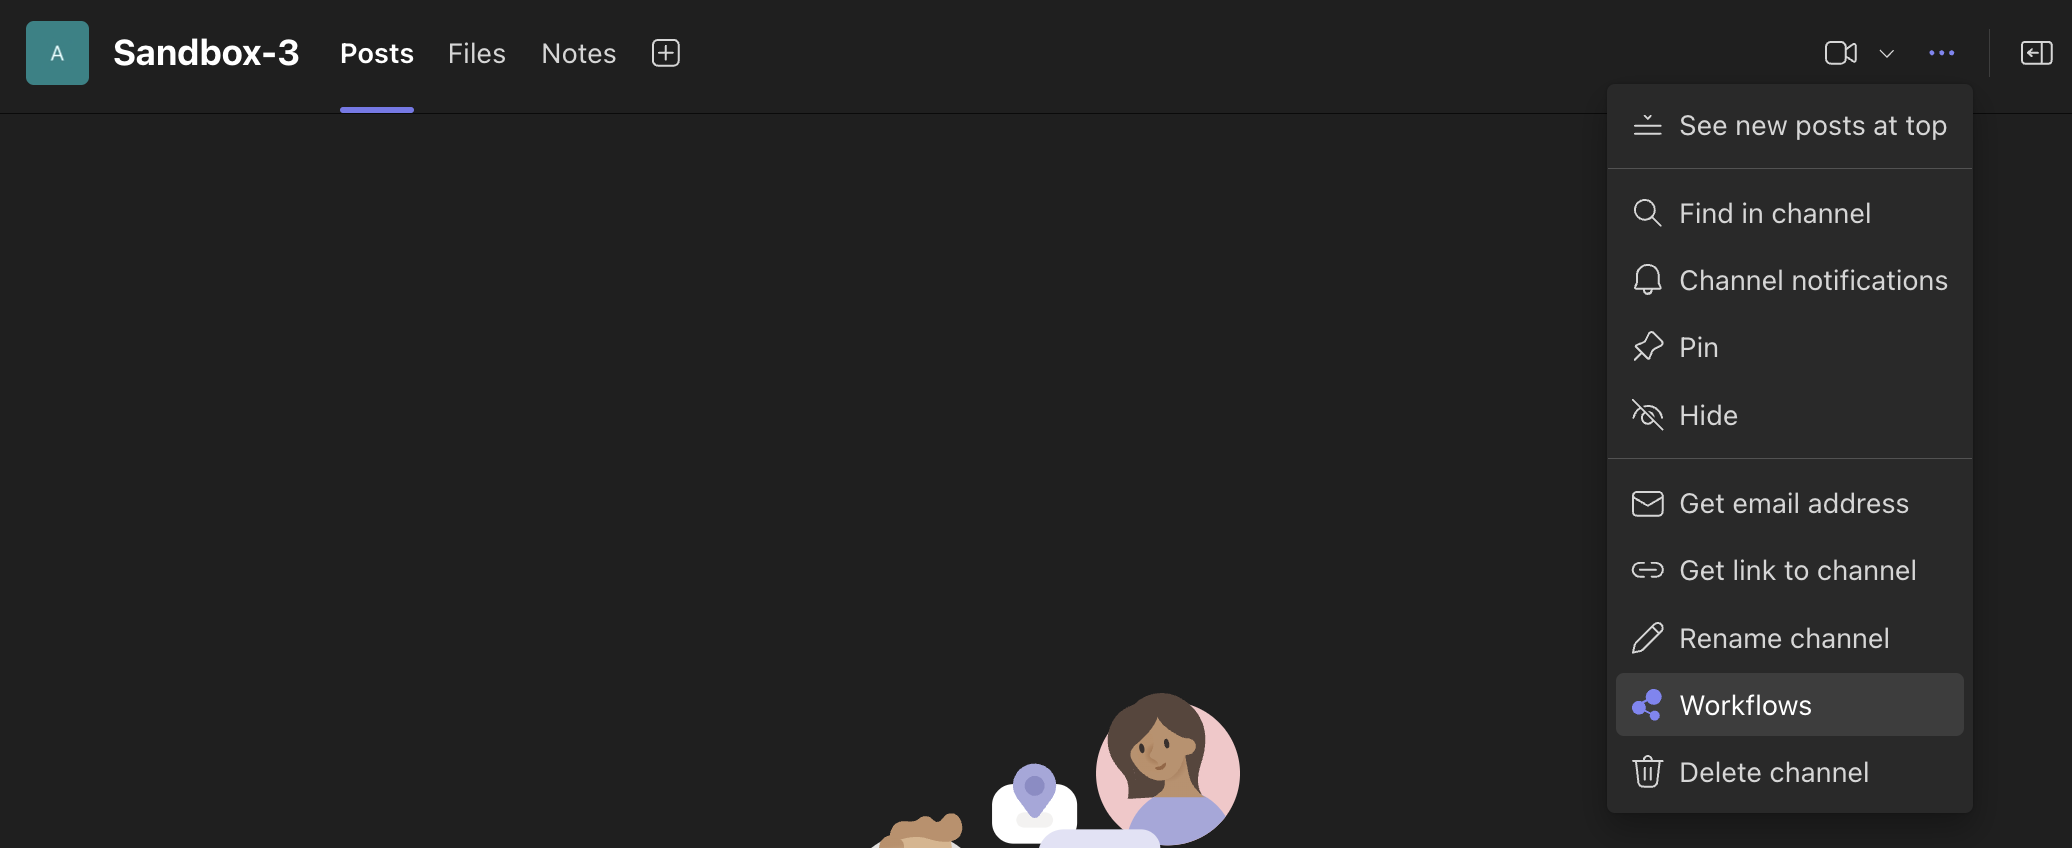 A
Sandbox-3
Posts
Files
Notes
See new posts at top
Find in channel
Channel notifications
Pin
Hide
Get email address
Get link to channel
Rename channel
Workflows
Delete channel